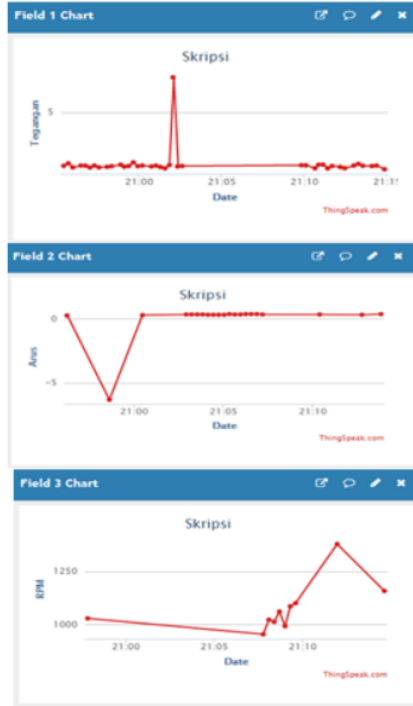 Field 1 Chart
Skripsi
Tegangan
5
21:00 21:05 21:10 21:15
Date
ThingSpeak.com
Field 2 Chart
Skripsi
Arus
0
-5
21:00 21:05 21:10
Date
ThingSpeak.com
Field 3 Chart
Skripsi
RPM
1250
1000
21:00 21:05 21:10
Date
ThingSpeak.com